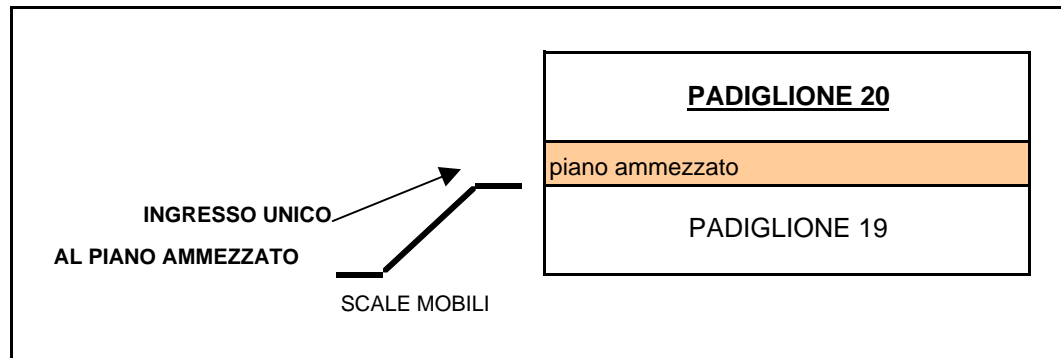 PADIGLIONE 20
piano ammezzato
INGRESSO UNICO
AL PIANO AMMEZZATO
PADIGLIONE 19
SCALE MOBILI